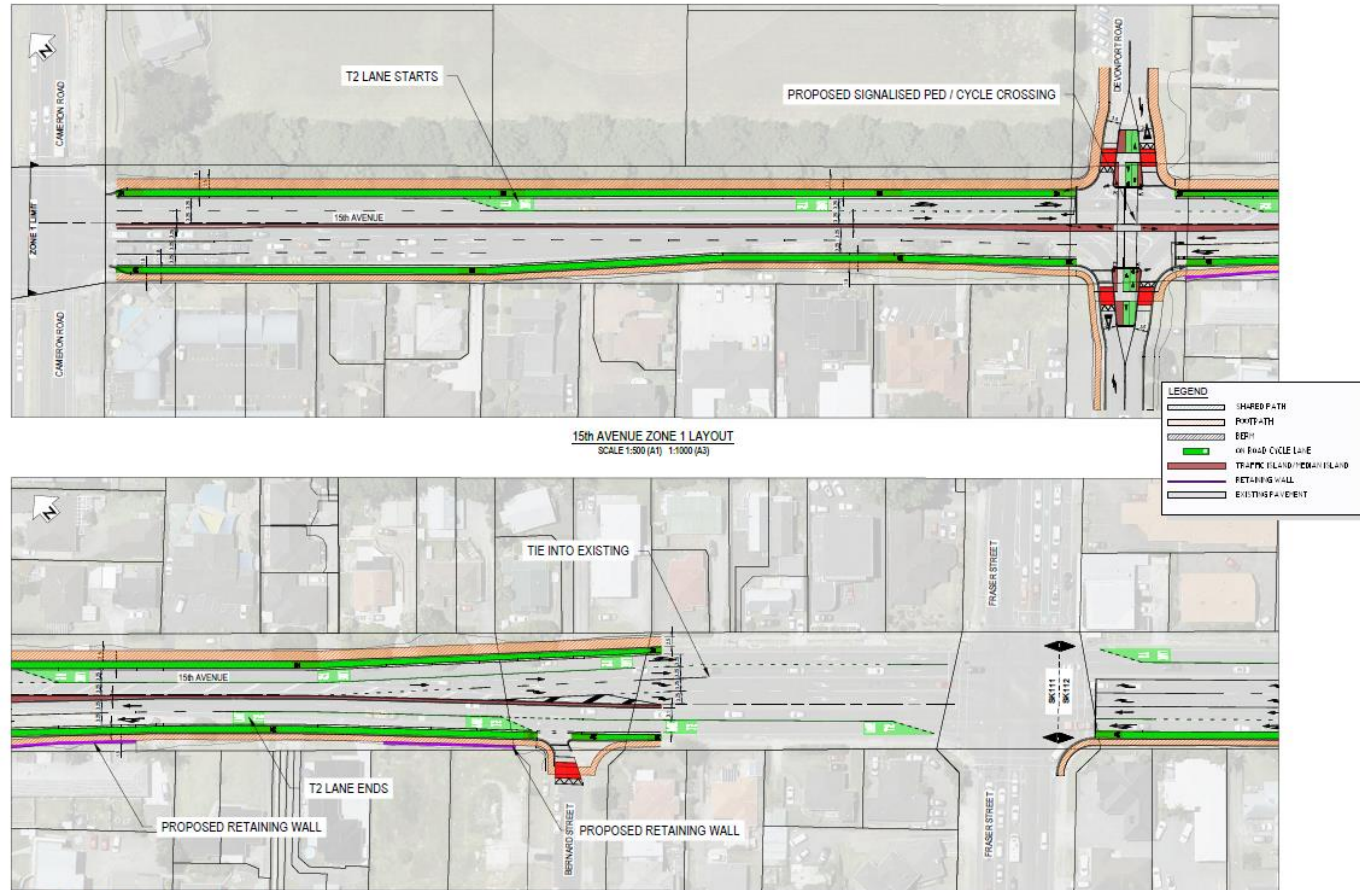 N
CAMERON ROAD
T2 LANE STARTS
PROPOSED SIGNALISED PED / CYCLE CROSSING
DEVONPORT ROAD
ZONE 1 LIMIT
15th AVENUE
CAMERON ROAD
15th AVENUE ZONE 1 LAYOUT
SCALE 1:500 (A1) 1:1000 (A3)
LEGEND
SHARED PATH
FOOTPATH
BERM
ON ROAD CYCLE LANE
TRAFFIC ISLAND/MEDIAN ISLAND
RETAINING WALL
EXISTING PAVEMENT
N
TIE INTO EXISTING
FRASER STREET
15th AVENUE
SK111
SK112
T2 LANE ENDS
PROPOSED RETAINING WALL
PROPOSED RETAINING WALL
BERNARD STREET
FRASER STREET